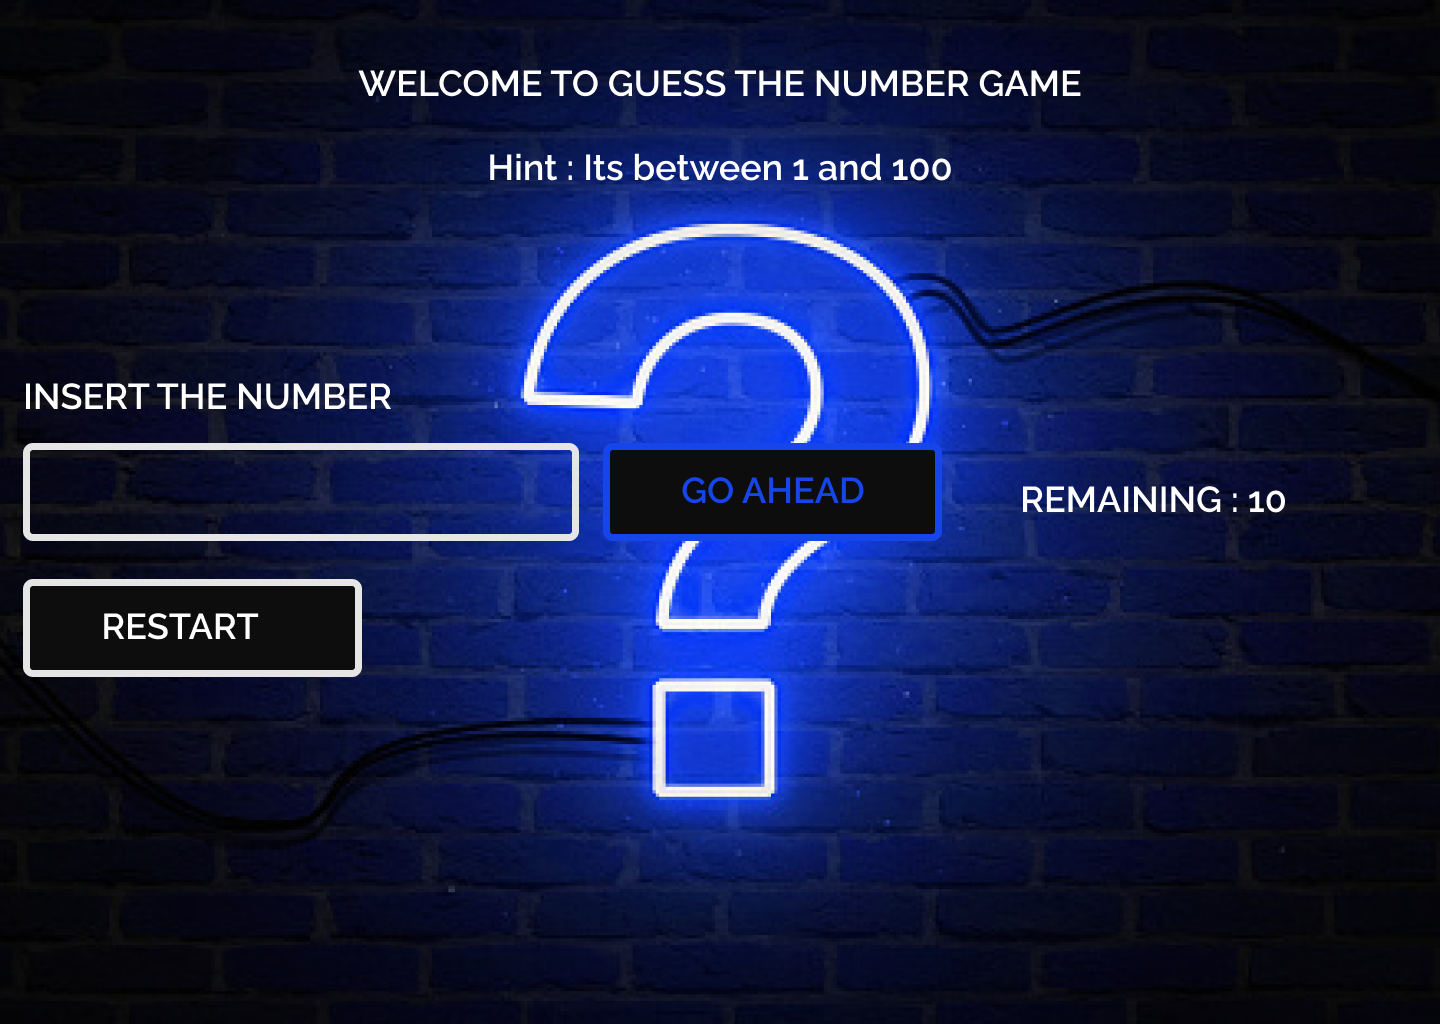 WELCOME TO GUESS THE NUMBER GAME
Hint : Its between 1 and 100
INSERT THE NUMBER
GO AHEAD
REMAINING : 10
RESTART